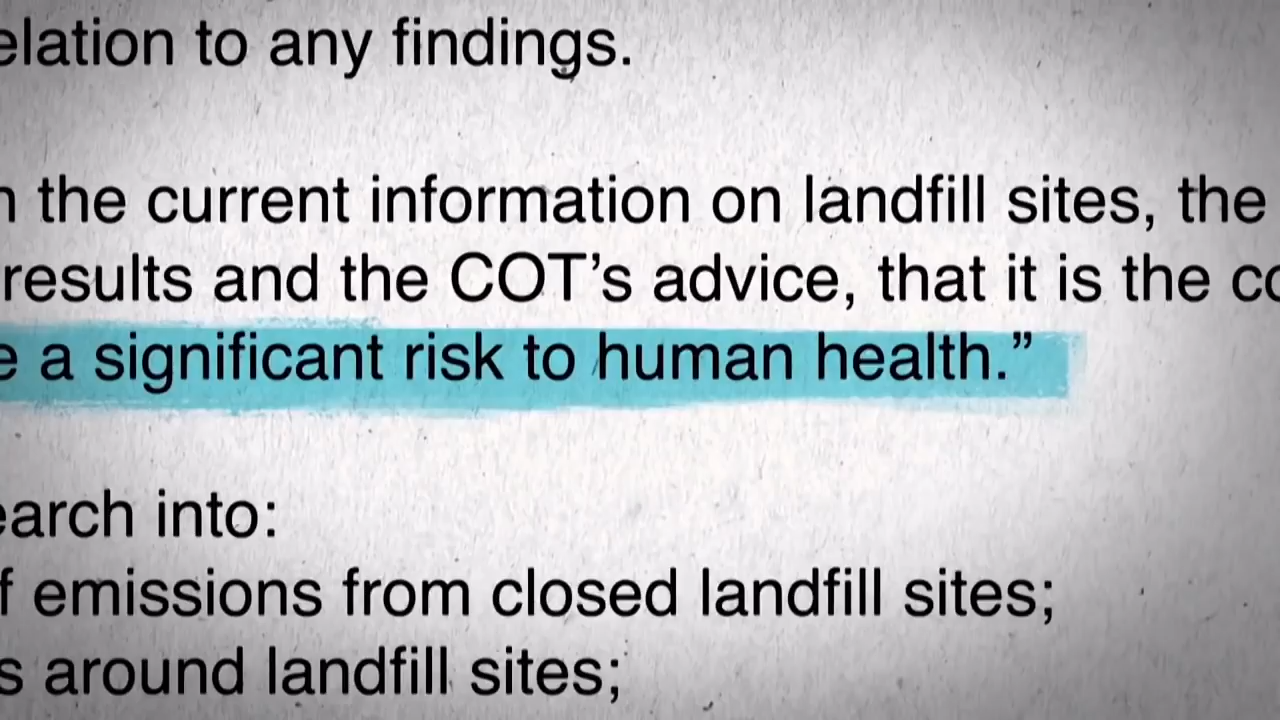 elation to any findings.
n the current information on landfill sites, the
results and the COT’s advice, that it is the co
e a significant risk to human health.”
earch into:
f emissions from closed landfill sites;
s around landfill sites;